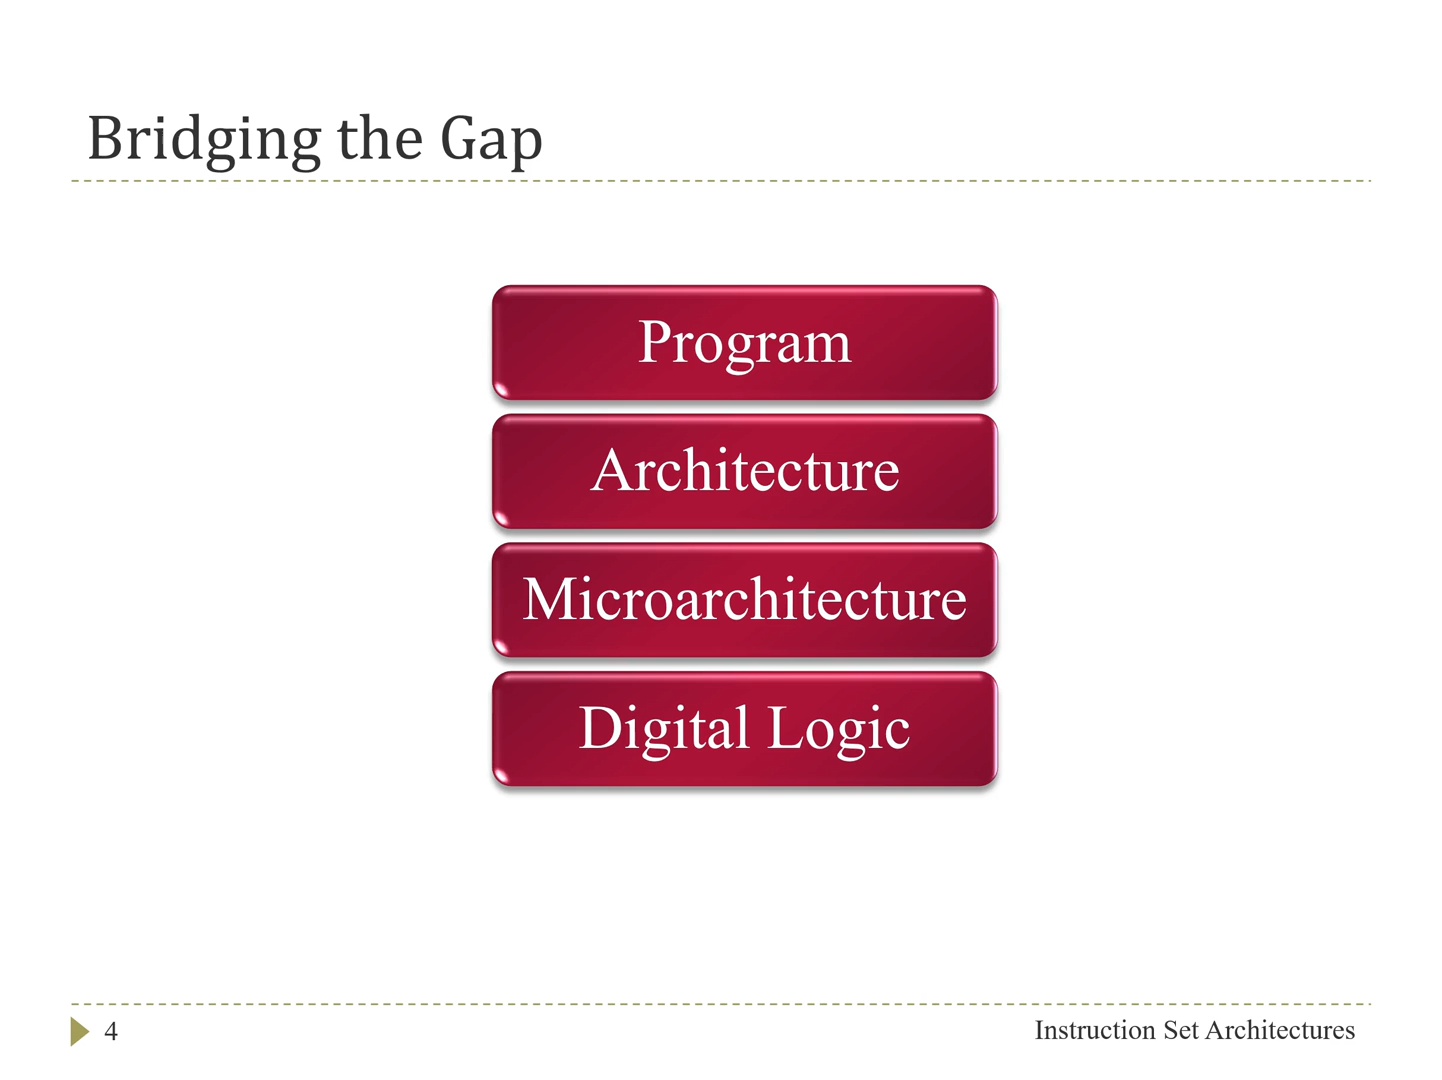 Bridging the Gap
Program
Architecture
Microarchitecture
Digital Logic
4
Instruction Set Architectures